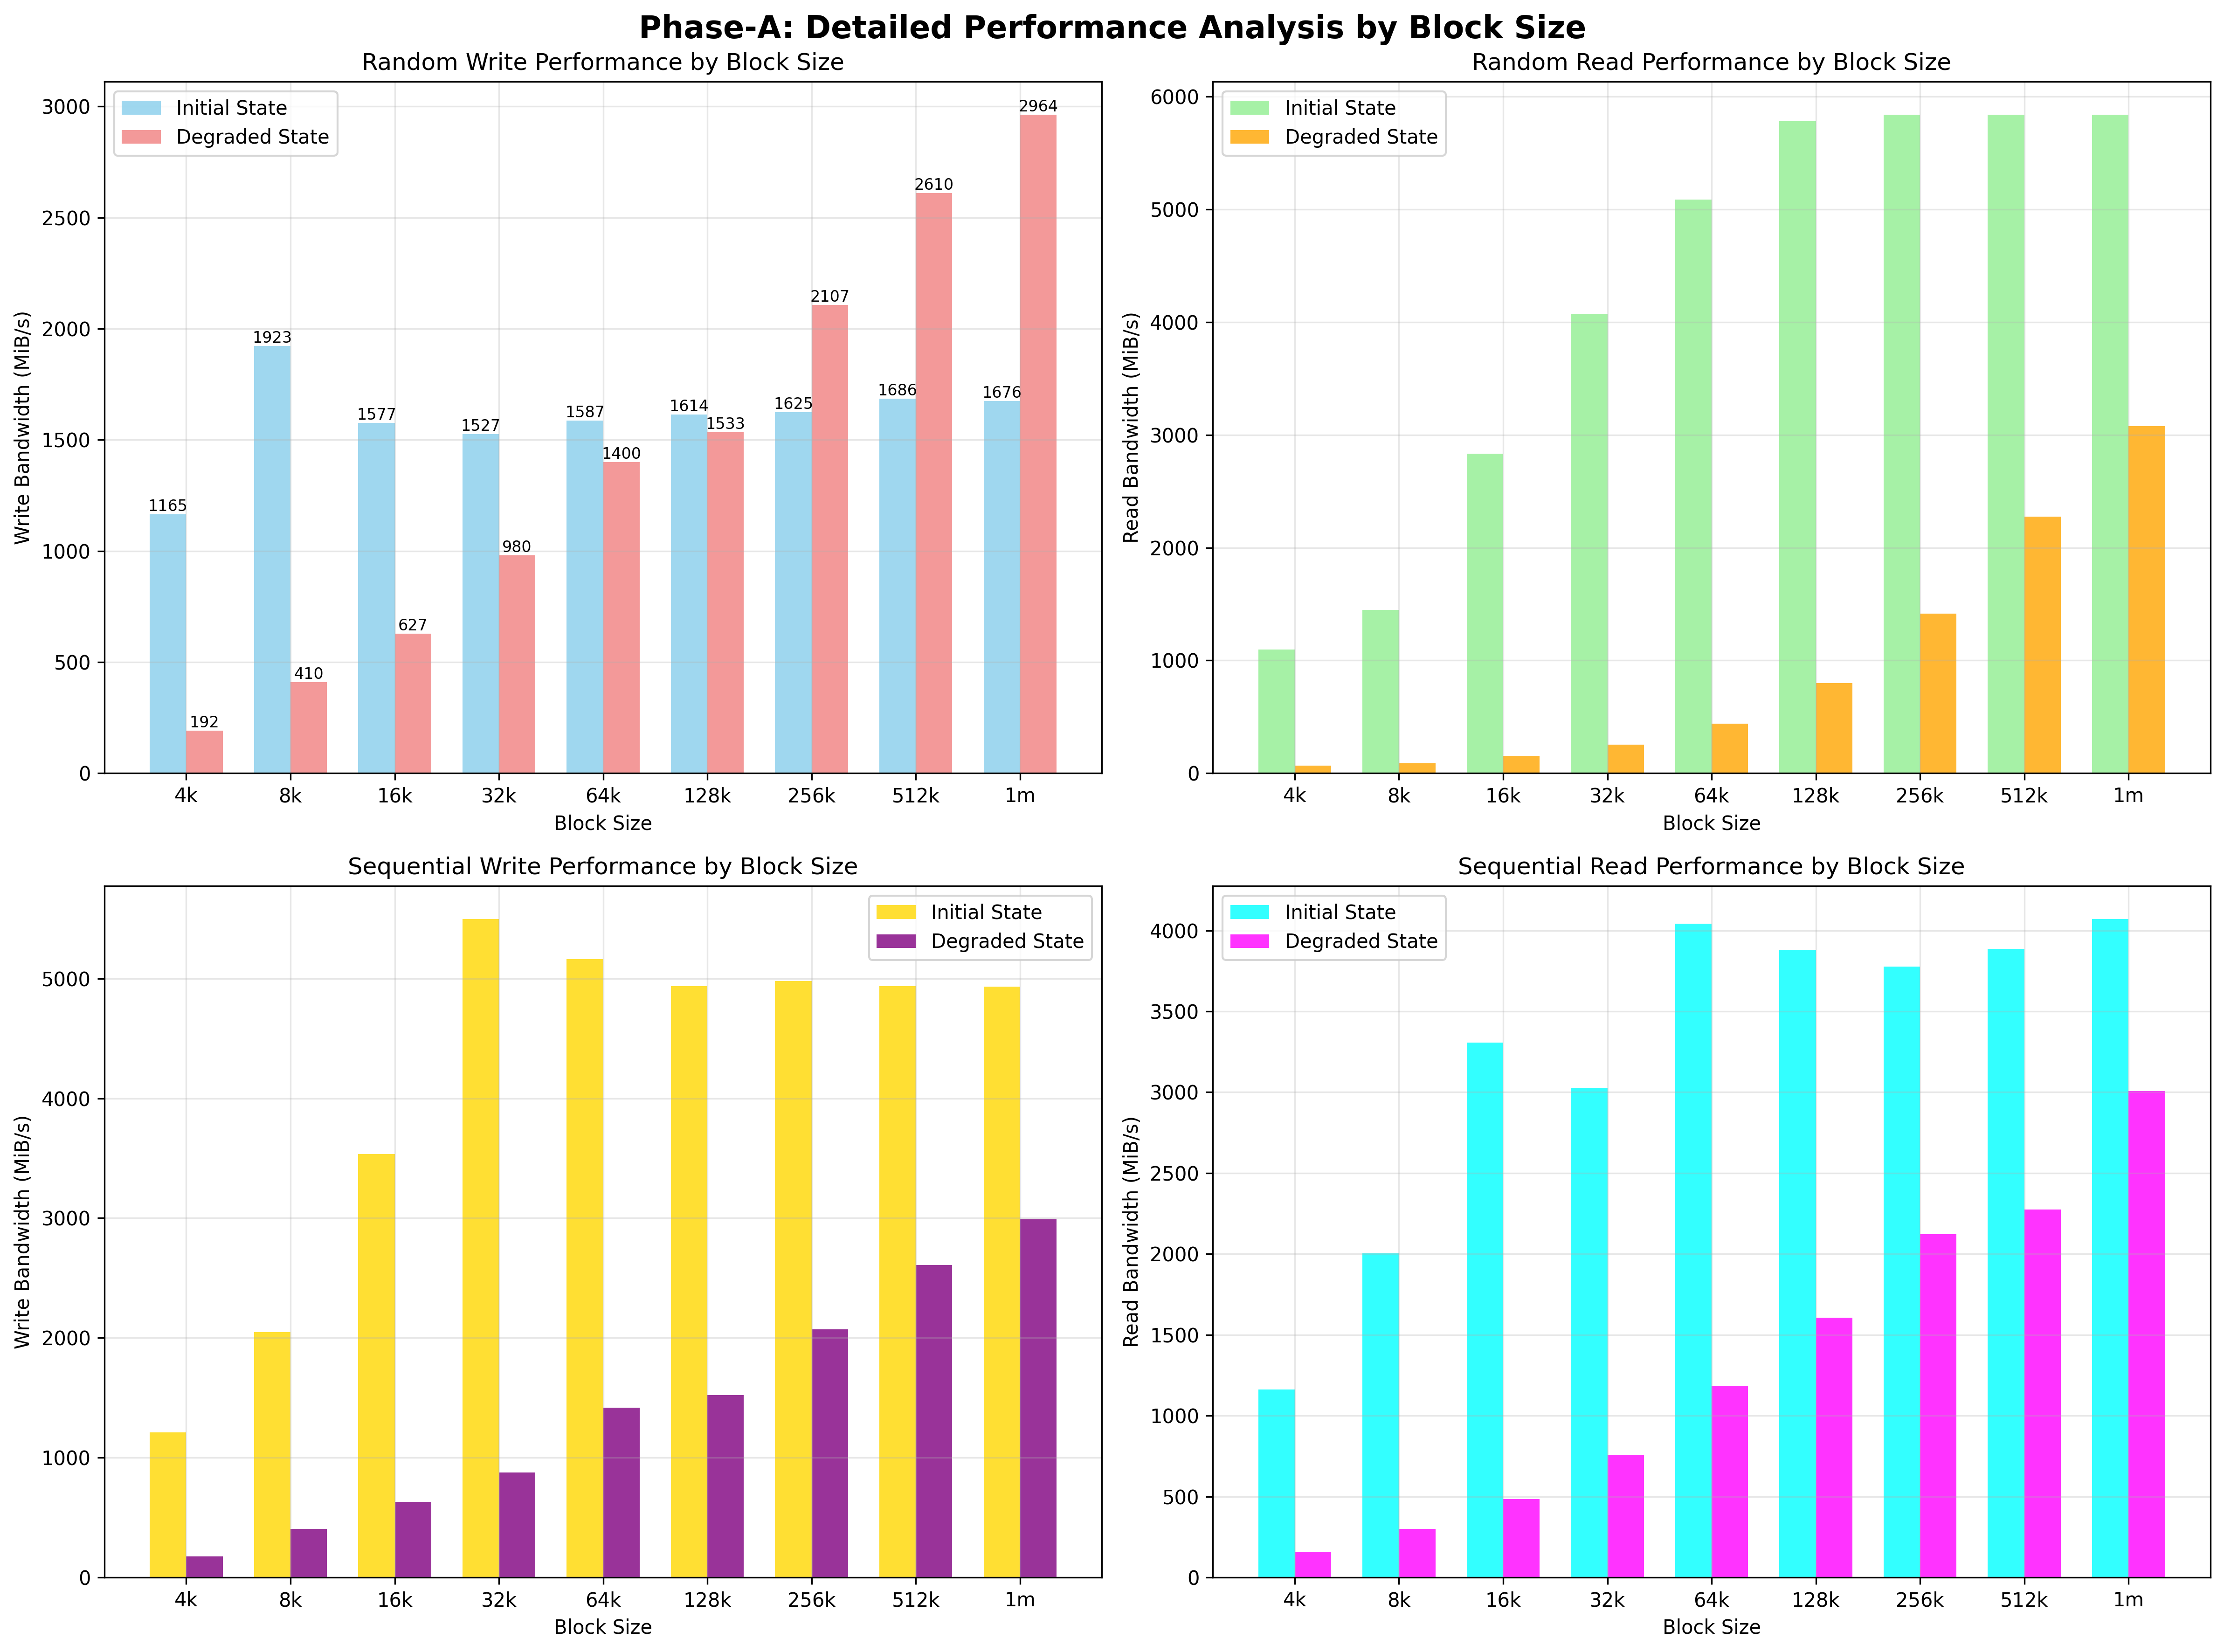 Phase-A: Detailed Performance Analysis by Block Size
Random Write Performance by Block Size
Write Bandwidth (MiB/s)
3000
2500
2000
1500
1000
500
0
Initial State
Degraded State
1165
192
1923
410
1577
627
1527
980
1587
1400
1614
1533
1625
2107
1686
2610
1676
2964
4k 8k 16k 32k 64k 128k 256k 512k 1m
Block Size
Random Read Performance by Block Size
Read Bandwidth (MiB/s)
6000
5000
4000
3000
2000
1000
0
Initial State
Degraded State
4k 8k 16k 32k 64k 128k 256k 512k 1m
Block Size
Sequential Write Performance by Block Size
Write Bandwidth (MiB/s)
5000
4000
3000
2000
1000
0
Initial State
Degraded State
4k 8k 16k 32k 64k 128k 256k 512k 1m
Block Size
Sequential Read Performance by Block Size
Read Bandwidth (MiB/s)
4000
3500
3000
2500
2000
1500
1000
500
0
Initial State
Degraded State
4k 8k 16k 32k 64k 128k 256k 512k 1m
Block Size